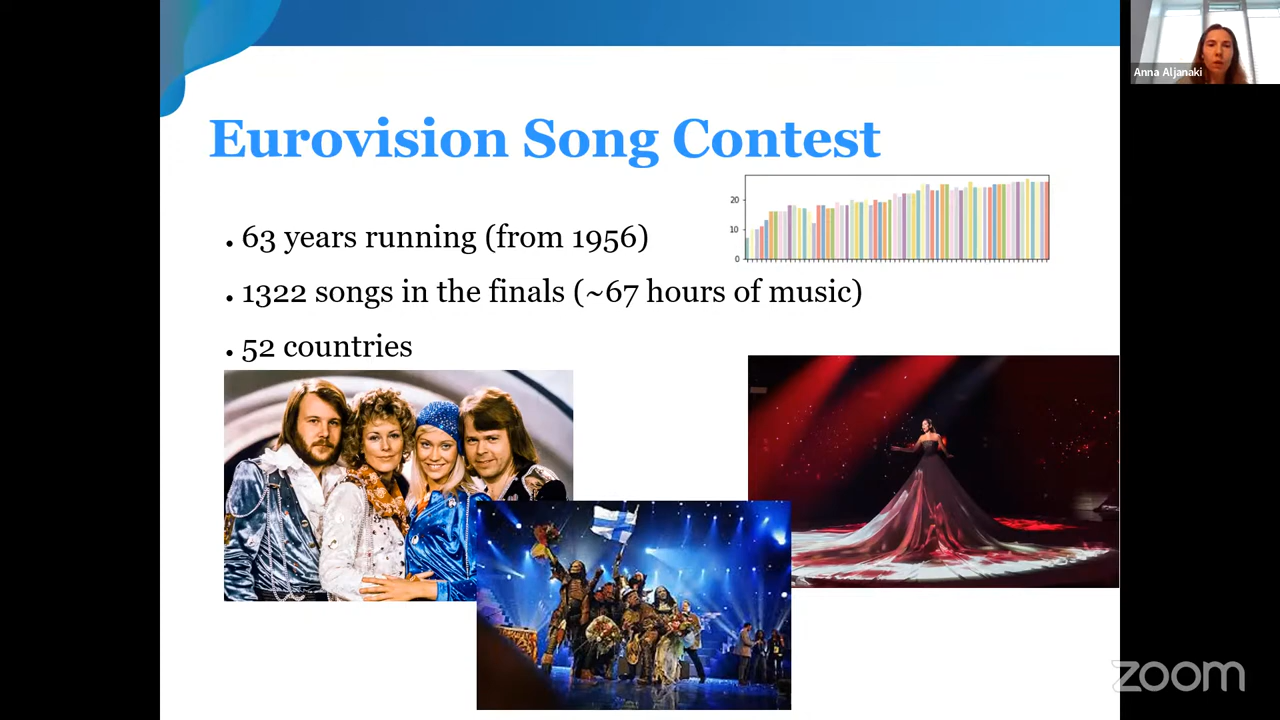 Anna Aljanaki
Eurovision Song Contest
20
10
0
. 63 years running (from 1956)
. 1322 songs in the finals (~67 hours of music)
. 52 countries
zoom